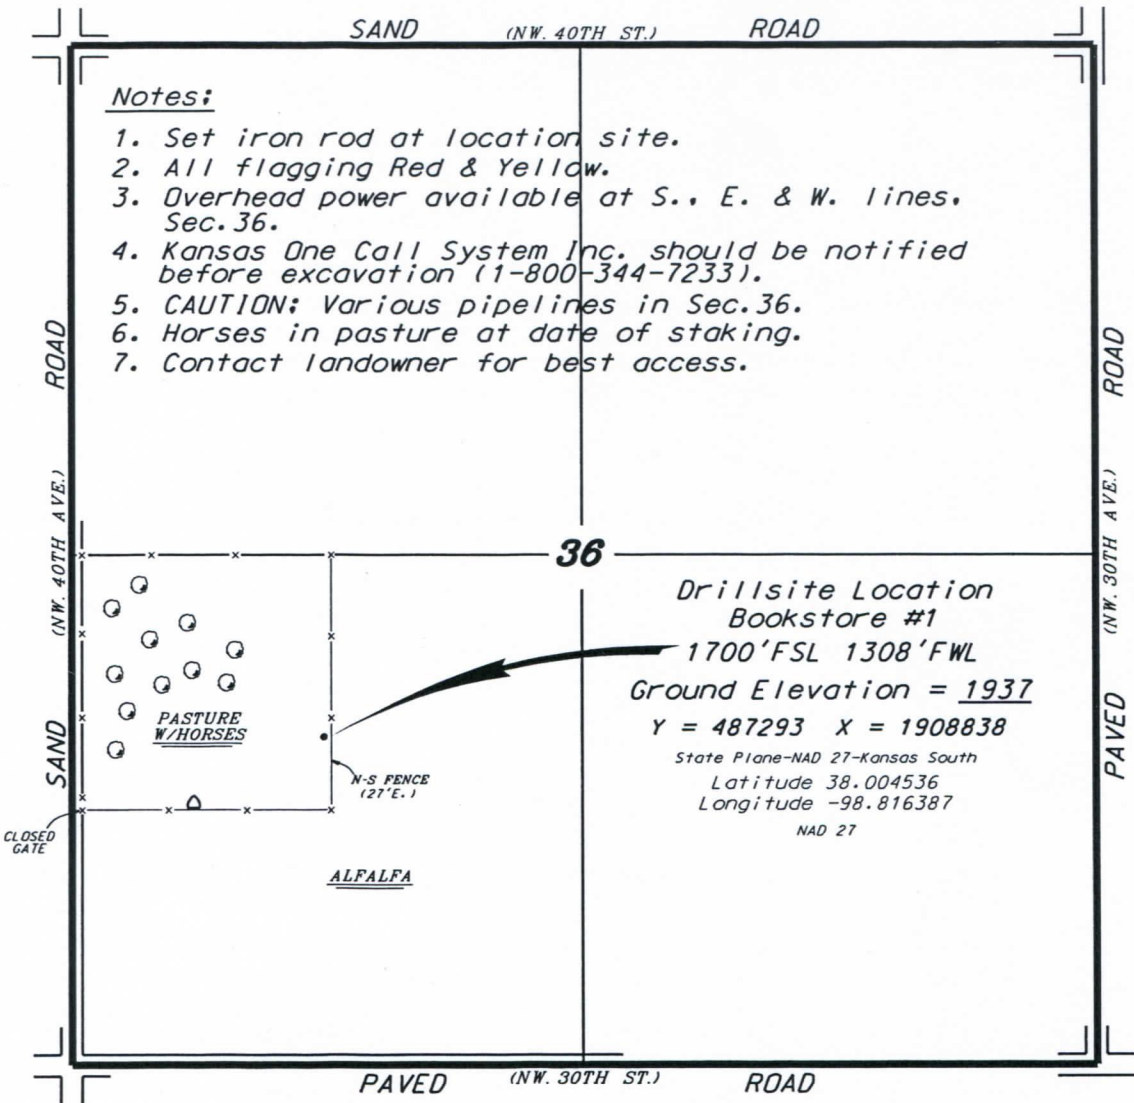 SAND (NW. 40TH ST.) ROAD
Notes:
1. Set iron rod at location site.
2. All flagging Red & Yellow.
3. Overhead power available at S., E. & W. lines,
Sec.36.
4. Kansas One Call System Inc. should be notified
before excavation (1-800-344-7233).
5. CAUTION: Various pipelines in Sec.36.
6. Horses in pasture at date of staking.
7. Contact landowner for best access.
SAND (NW. 40TH AVE.) ROAD
PAVED (NW. 30TH AVE.) ROAD
36
Drillsite Location
Bookstore #1
1700'FSL 1308'FWL
Ground Elevation = 1937
Y = 487293 X = 1908838
State Plane-NAD 27-Kansas South
Latitude 38.004536
Longitude -98.816387
NAD 27
PASTURE
W/HORSES
N-S FENCE
(27'E.)
CLOSED
GATE
ALFALFA
PAVED (NW. 30TH ST.) ROAD